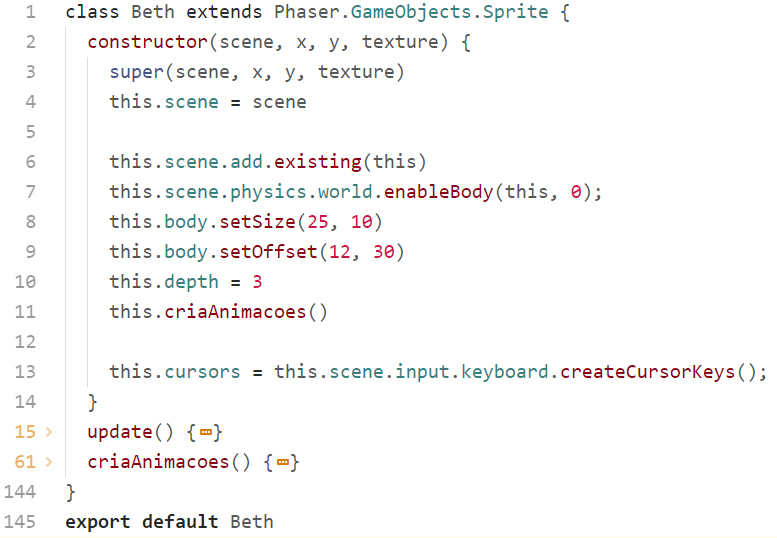 1 class Beth extends Phaser.GameObjects.Sprite {
2 constructor(scene, x, y, texture) {
3 super(scene, x, y, texture)
4 this.scene = scene
5
6 this.scene.add.existing(this)
7 this.scene.physics.world.enableBody(this, 0);
8 this.body.setSize(25, 10)
9 this.body.setOffset(12, 30)
10 this.depth = 3
11 this.criaAnimacoes()
12
13 this.cursors = this.scene.input.keyboard.createCursorKeys();
14 }
15 > update() {…}
61 > criaAnimacoes() {…}
144 }
145 export default Beth